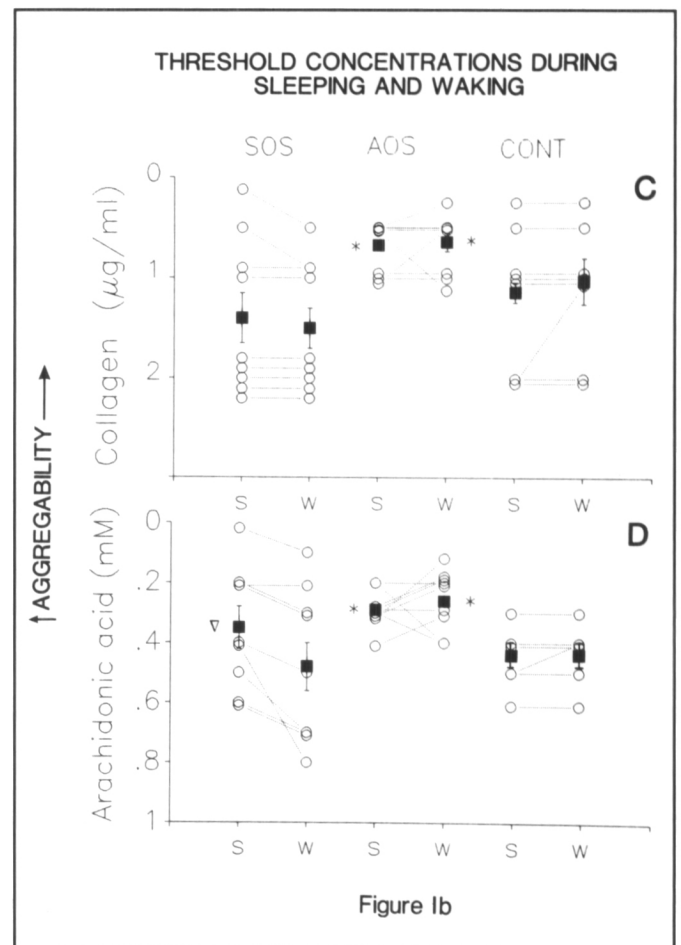 THRESHOLD CONCENTRATIONS DURING
SLEEPING AND WAKING
SOS AOS CONT
C
Collagen (μg/ml)
0
1
2
S W S W S W
↑AGGREGABILITY →
D
Arachidonic acid (mM)
0
.2
.4
.6
.8
1
∇
* *
* *
S W S W S W
Figure Ib